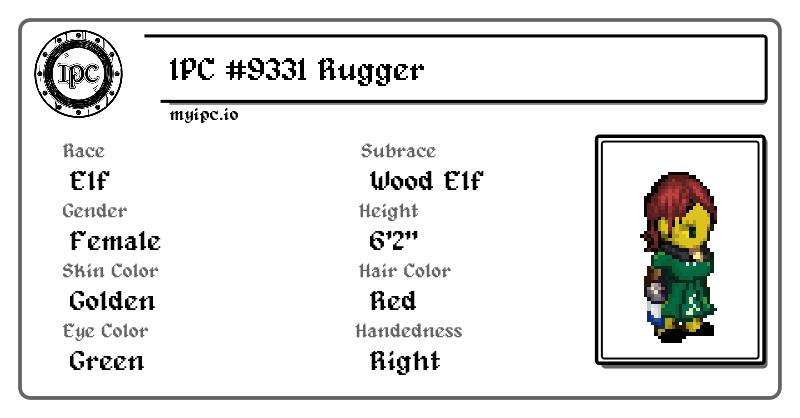 IPC
IPC #9331 Rugger
myipc.io
Race
Elf
Subrace
Wood Elf
Gender
Female
Height
6'2"
Skin Color
Golden
Hair Color
Red
Eye Color
Green
Handedness
Right